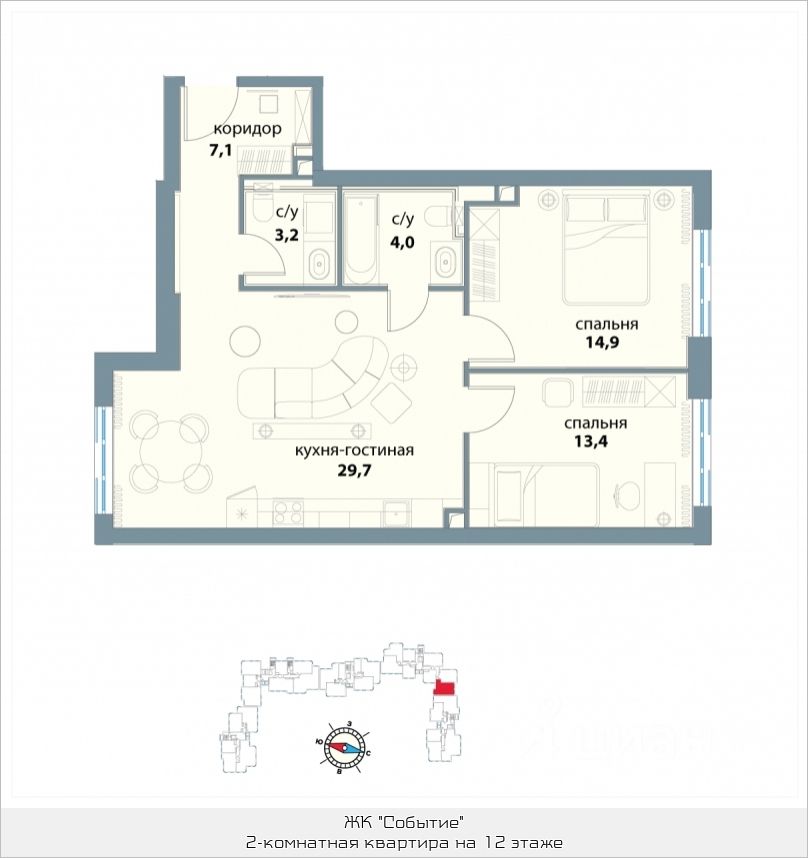 коридор
7,1
с/у
3,2
с/у
4,0
спальня
14,9
спальня
13,4
кухня-гостиная
29,7
З
Ю
С
В
циан
ЖК "Событие"
2-комнатная квартира на 12 этаже